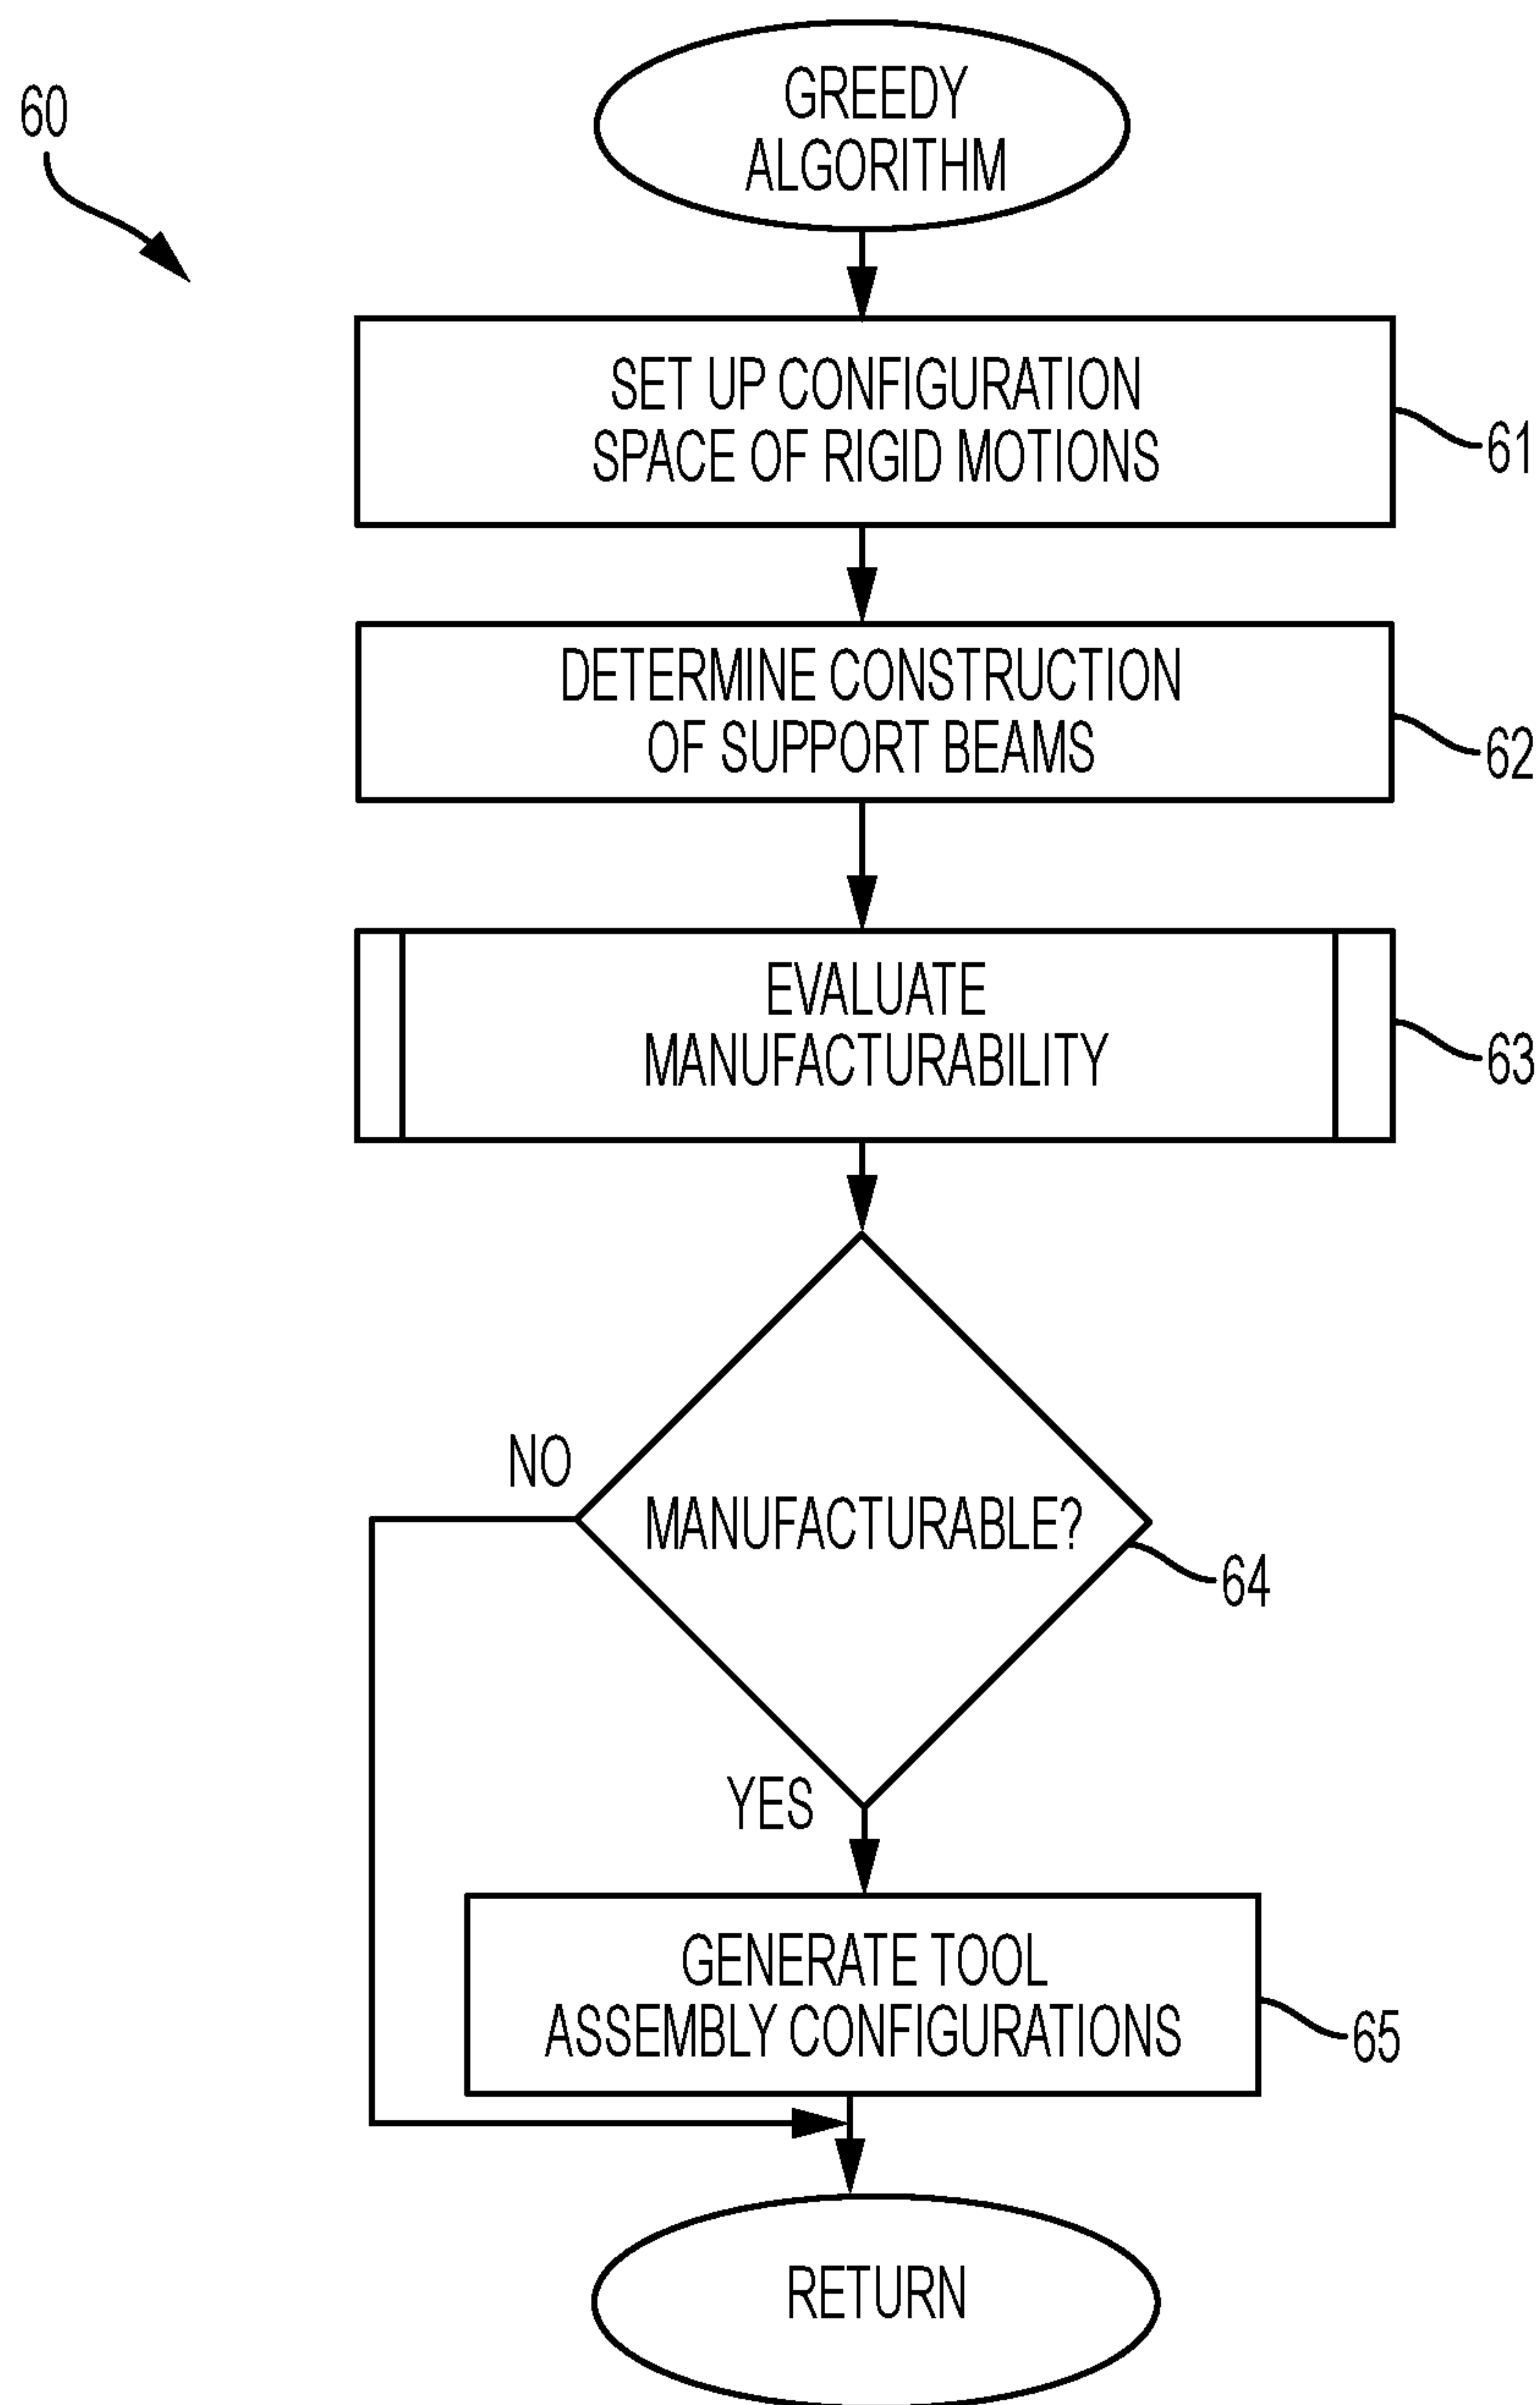 60
GREEDY
ALGORITHM
SET UP CONFIGURATION
SPACE OF RIGID MOTIONS
61
DETERMINE CONSTRUCTION
OF SUPPORT BEAMS
62
EVALUATE
MANUFACTURABILITY
63
NO
MANUFACTURABLE?
64
YES
GENERATE TOOL
ASSEMBLY CONFIGURATIONS
65
RETURN